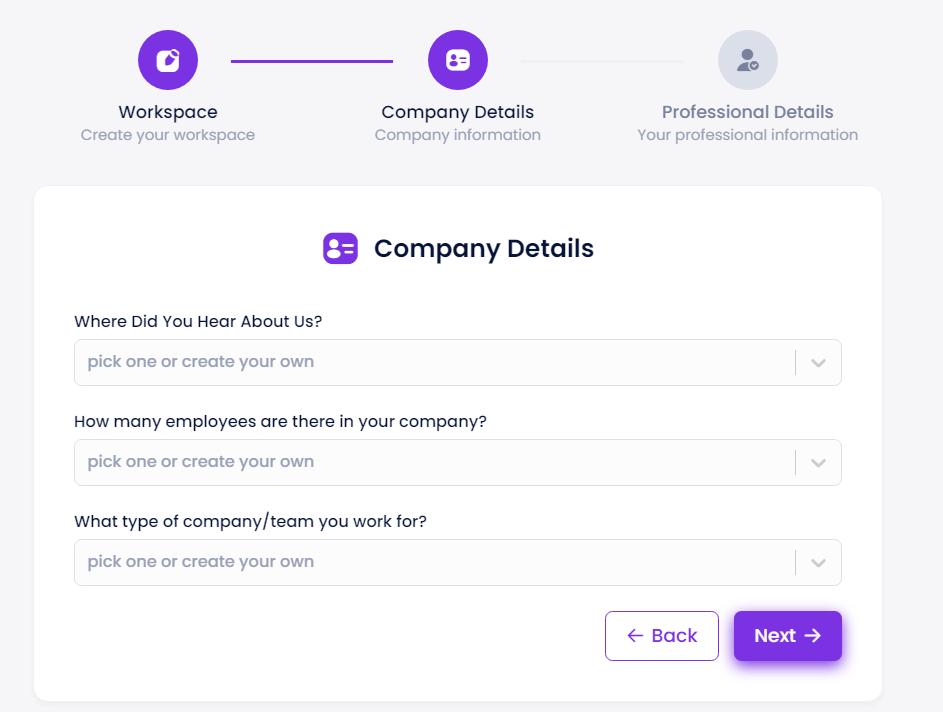 Workspace
Create your workspace
Company Details
Company information
Professional Details
Your professional information
Company Details
Where Did You Hear About Us?
pick one or create your own
How many employees are there in your company?
pick one or create your own
What type of company/team you work for?
pick one or create your own
← Back
Next →